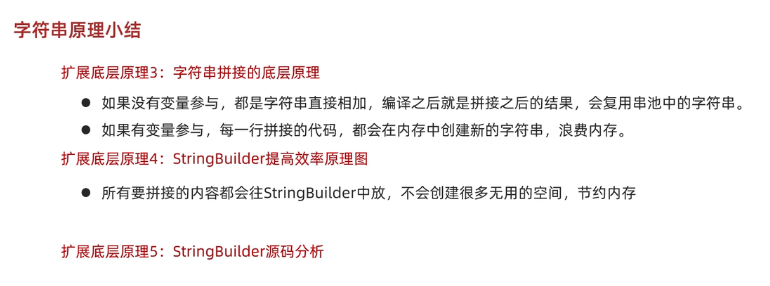 字符串原理小结
扩展底层原理3：字符串拼接的底层原理
● 如果没有变量参与，都是字符串直接相加，编译之后就是拼接之后的结果，会复用串池中的字符串。
● 如果有变量参与，每一行拼接的代码，都会在内存中创建新的字符串，浪费内存。
扩展底层原理4：StringBuilder提高效率原理图
● 所有要拼接的内容都会往StringBuilder中放，不会创建很多无用的空间，节约内存
扩展底层原理5：StringBuilder源码分析